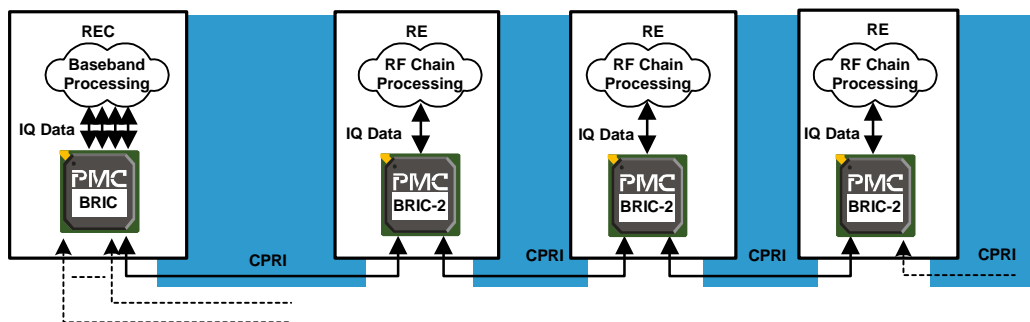 REC
Baseband
Processing
IQ Data
PMC
BRIC
RE
RF Chain
Processing
IQ Data
PMC
BRIC-2
RE
RF Chain
Processing
IQ Data
PMC
BRIC-2
RE
RF Chain
Processing
IQ Data
PMC
BRIC-2
CPRI
CPRI
CPRI
CPRI